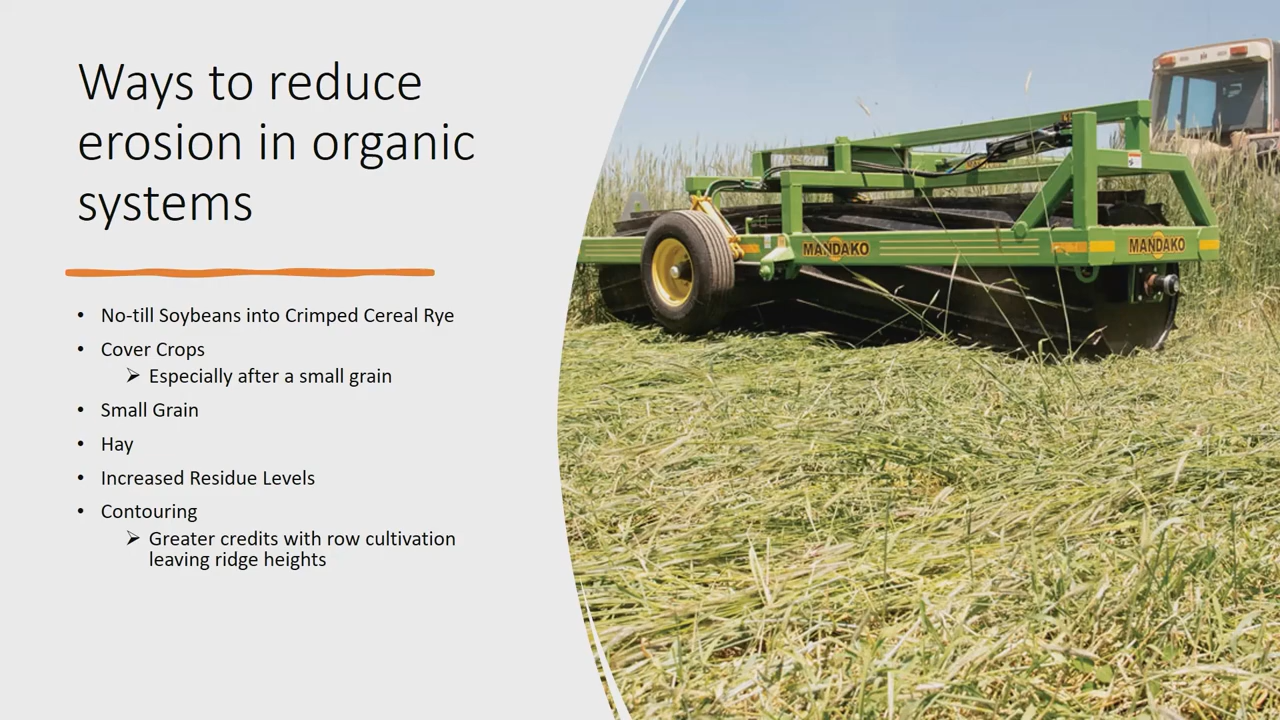 Ways to reduce
erosion in organic
systems
• No-till Soybeans into Crimped Cereal Rye
• Cover Crops
➢ Especially after a small grain
• Small Grain
• Hay
• Increased Residue Levels
• Contouring
➢ Greater credits with row cultivation
leaving ridge heights
MANDAKO
MANDAKO